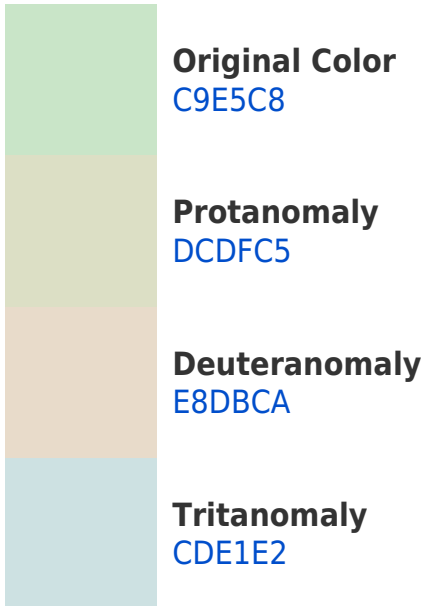 Original Color
C9E5C8
Protanomaly
DCDFC5
Deuteranomaly
E8DBCA
Tritanomaly
CDE1E2